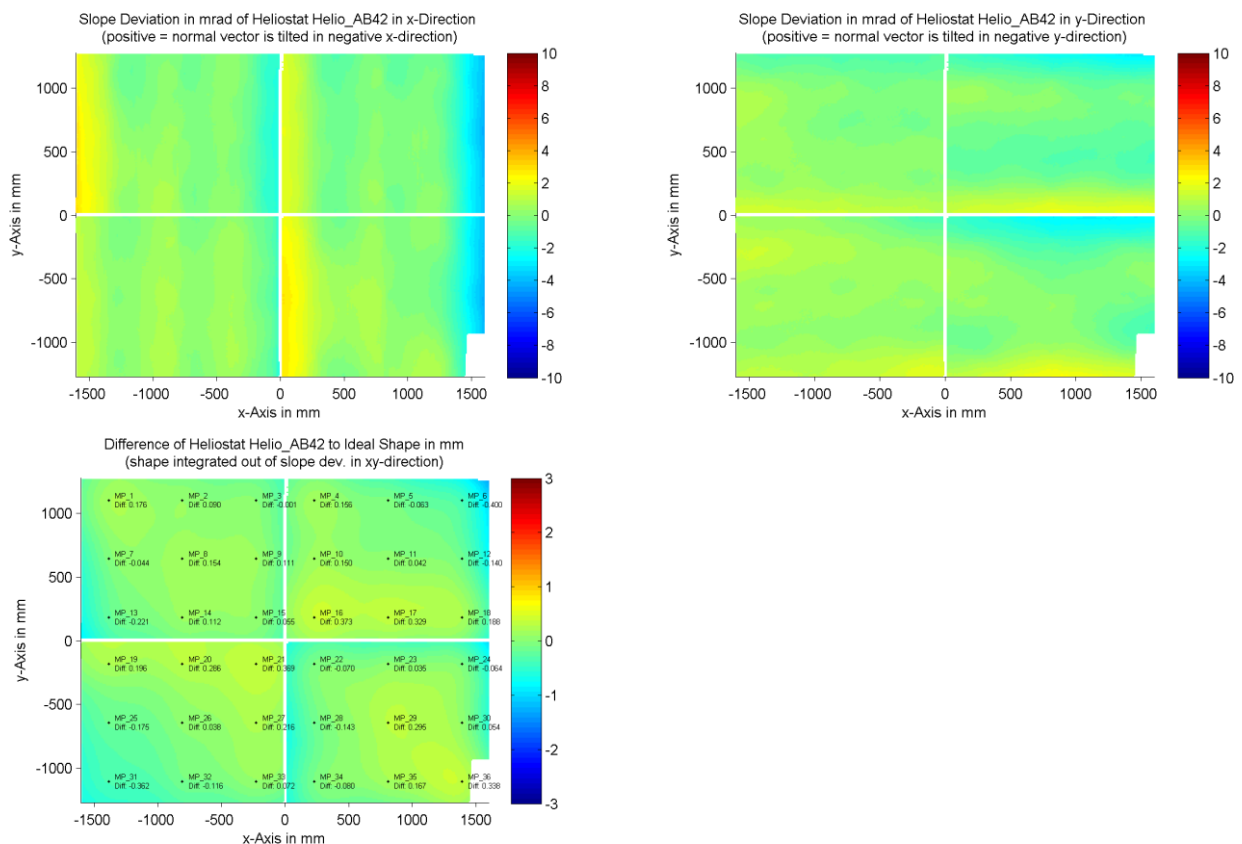 Slope Deviation in mrad of Heliostat Helio_AB42 in x-Direction
(positive = normal vector is tilted in negative x-direction)
1000
500
0
-500
-1000
y-Axis in mm
-1500 -1000 -500 0 500 1000 1500
x-Axis in mm
10
8
6
4
2
0
-2
-4
-6
-8
-10
Slope Deviation in mrad of Heliostat Helio_AB42 in y-Direction
(positive = normal vector is tilted in negative y-direction)
1000
500
0
-500
-1000
y-Axis in mm
-1500 -1000 -500 0 500 1000 1500
x-Axis in mm
10
8
6
4
2
0
-2
-4
-6
-8
-10
Difference of Heliostat Helio_AB42 to Ideal Shape in mm
(shape integrated out of slope dev. in xy-direction)
MP_1 MP_2 MP_3 MP_4 MP_5 MP_6
Diff: 0.176 Diff: 0.090 Diff: -0.001 Diff: 0.156 Diff: -0.063 Diff: -0.400
MP_7 MP_8 MP_9 MP_10 MP_11 MP_12
Diff: -0.044 Diff: 0.154 Diff: 0.111 Diff: 0.150 Diff: 0.042 Diff: -0.140
MP_13 MP_14 MP_15 MP_16 MP_17 MP_18
Diff: -0.221 Diff: 0.112 Diff: 0.055 Diff: 0.373 Diff: 0.329 Diff: 0.188
MP_19 MP_20 MP_21 MP_22 MP_23 MP_24
Diff: 0.196 Diff: 0.286 Diff: 0.369 Diff: -0.070 Diff: 0.035 Diff: -0.064
MP_25 MP_26 MP_27 MP_28 MP_29 MP_30
Diff: -0.175 Diff: 0.038 Diff: 0.216 Diff: -0.143 Diff: 0.295 Diff: 0.054
MP_31 MP_32 MP_33 MP_34 MP_35 MP_36
Diff: -0.362 Diff: -0.116 Diff: 0.072 Diff: -0.080 Diff: 0.167 Diff: 0.338
1000
500
0
-500
-1000
y-Axis in mm
-1500 -1000 -500 0 500 1000 1500
x-Axis in mm
3
2
1
0
-1
-2
-3